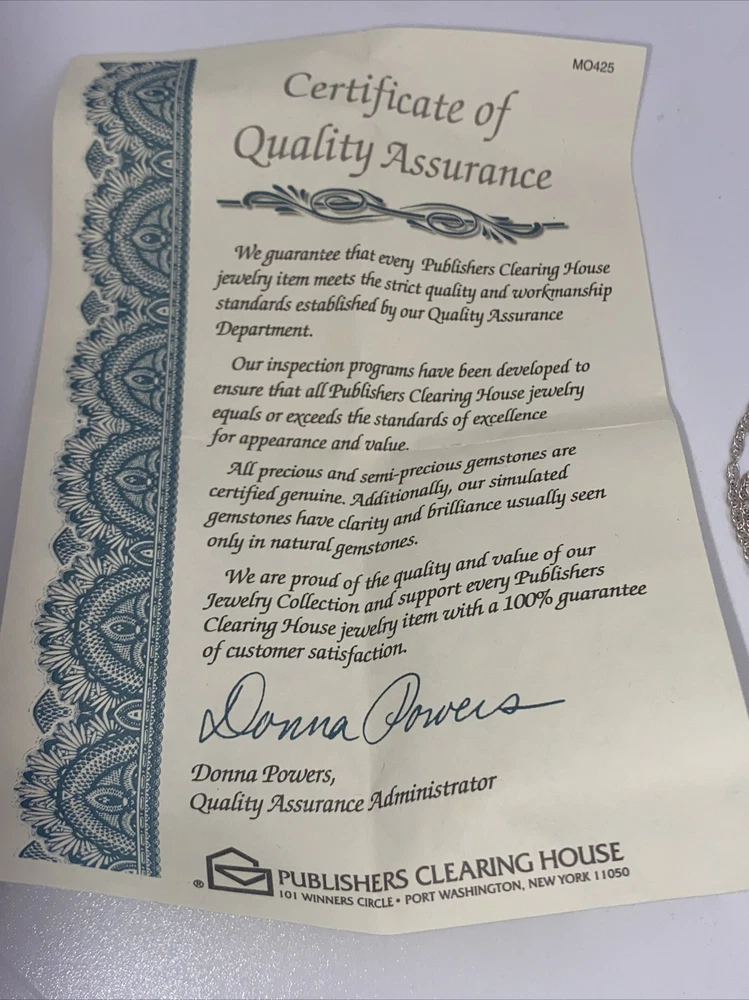 MO425
Certificate of
Quality Assurance
We guarantee that every Publishers Clearing House
jewelry item meets the strict quality and workmanship
standards established by our Quality Assurance
Department.
Our inspection programs have been developed to
ensure that all Publishers Clearing House jewelry
equals or exceeds the standards of excellence
for appearance and value.
All precious and semi-precious gemstones are
certified genuine. Additionally, our simulated
gemstones have clarity and brilliance usually seen
only in natural gemstones.
We are proud of the quality and value of our
Jewelry Collection and support every Publishers
Clearing House jewelry item with a 100% guarantee
of customer satisfaction.
Donna Powers
Donna Powers,
Quality Assurance Administrator
® PUBLISHERS CLEARING HOUSE
101 WINNERS CIRCLE • PORT WASHINGTON, NEW YORK 11050